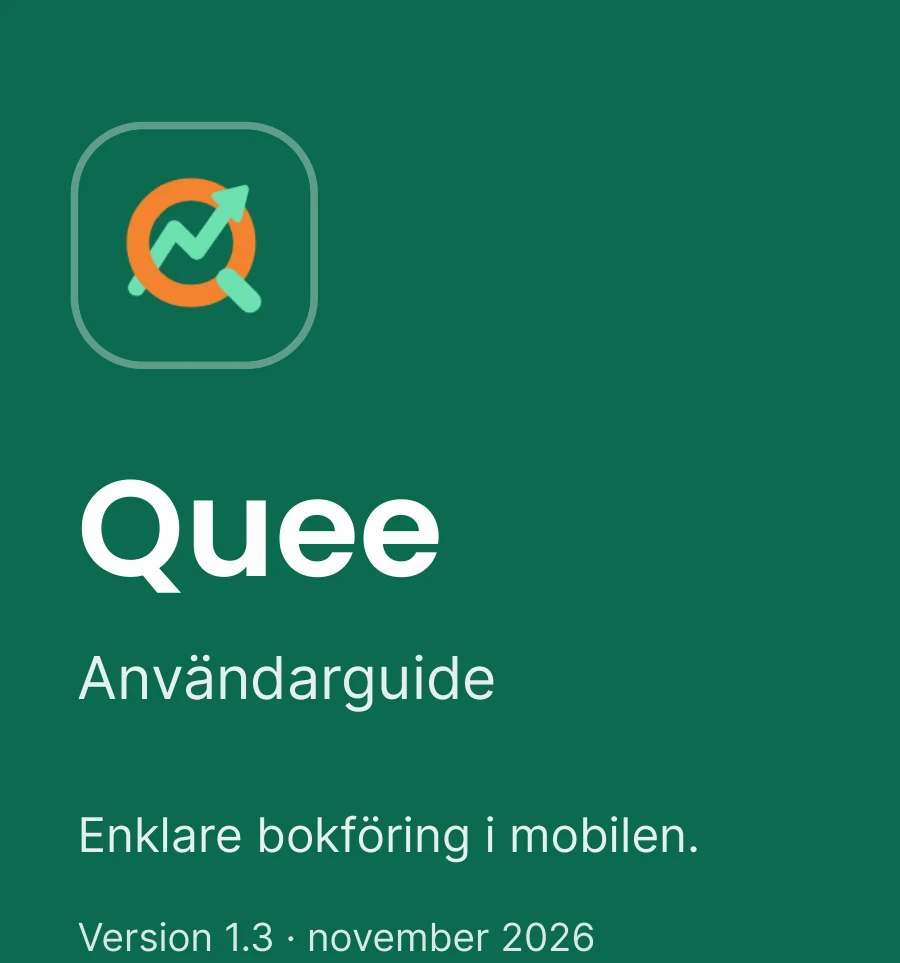 Quee
Användarguide
Enklare bokföring i mobilen.
Version 1.3 · november 2026